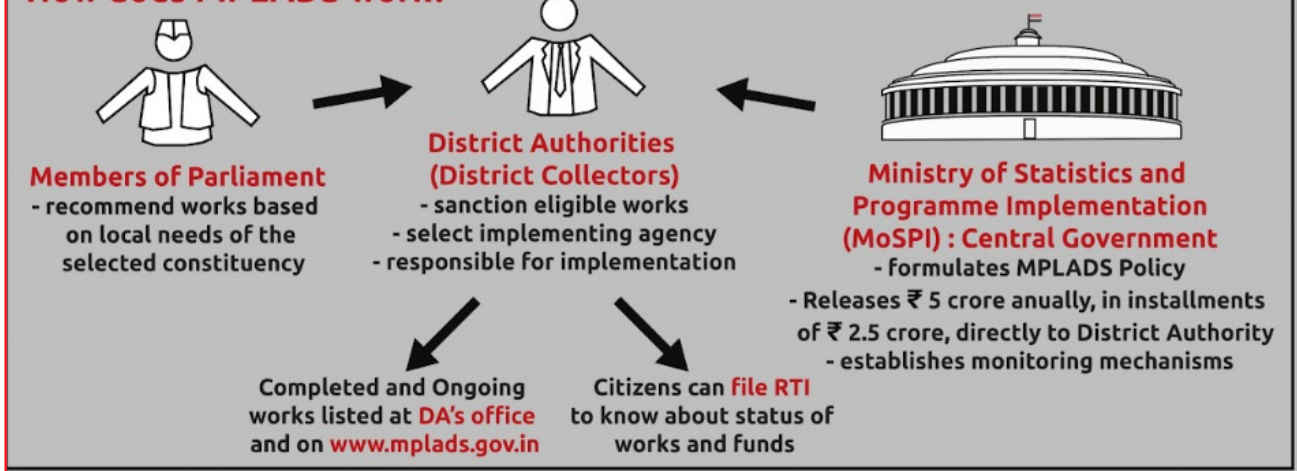 How does MPLADS work?
Members of Parliament
- recommend works based
on local needs of the
selected constituency
District Authorities
(District Collectors)
- sanction eligible works
- select implementing agency
- responsible for implementation
Ministry of Statistics and
Programme Implementation
(MoSPI) : Central Government
- formulates MPLADS Policy
- Releases ₹ 5 crore anually, in installments
of ₹ 2.5 crore, directly to District Authority
- establishes monitoring mechanisms
Completed and Ongoing
works listed at DA's office
and on www.mplads.gov.in
Citizens can file RTI
to know about status of
works and funds